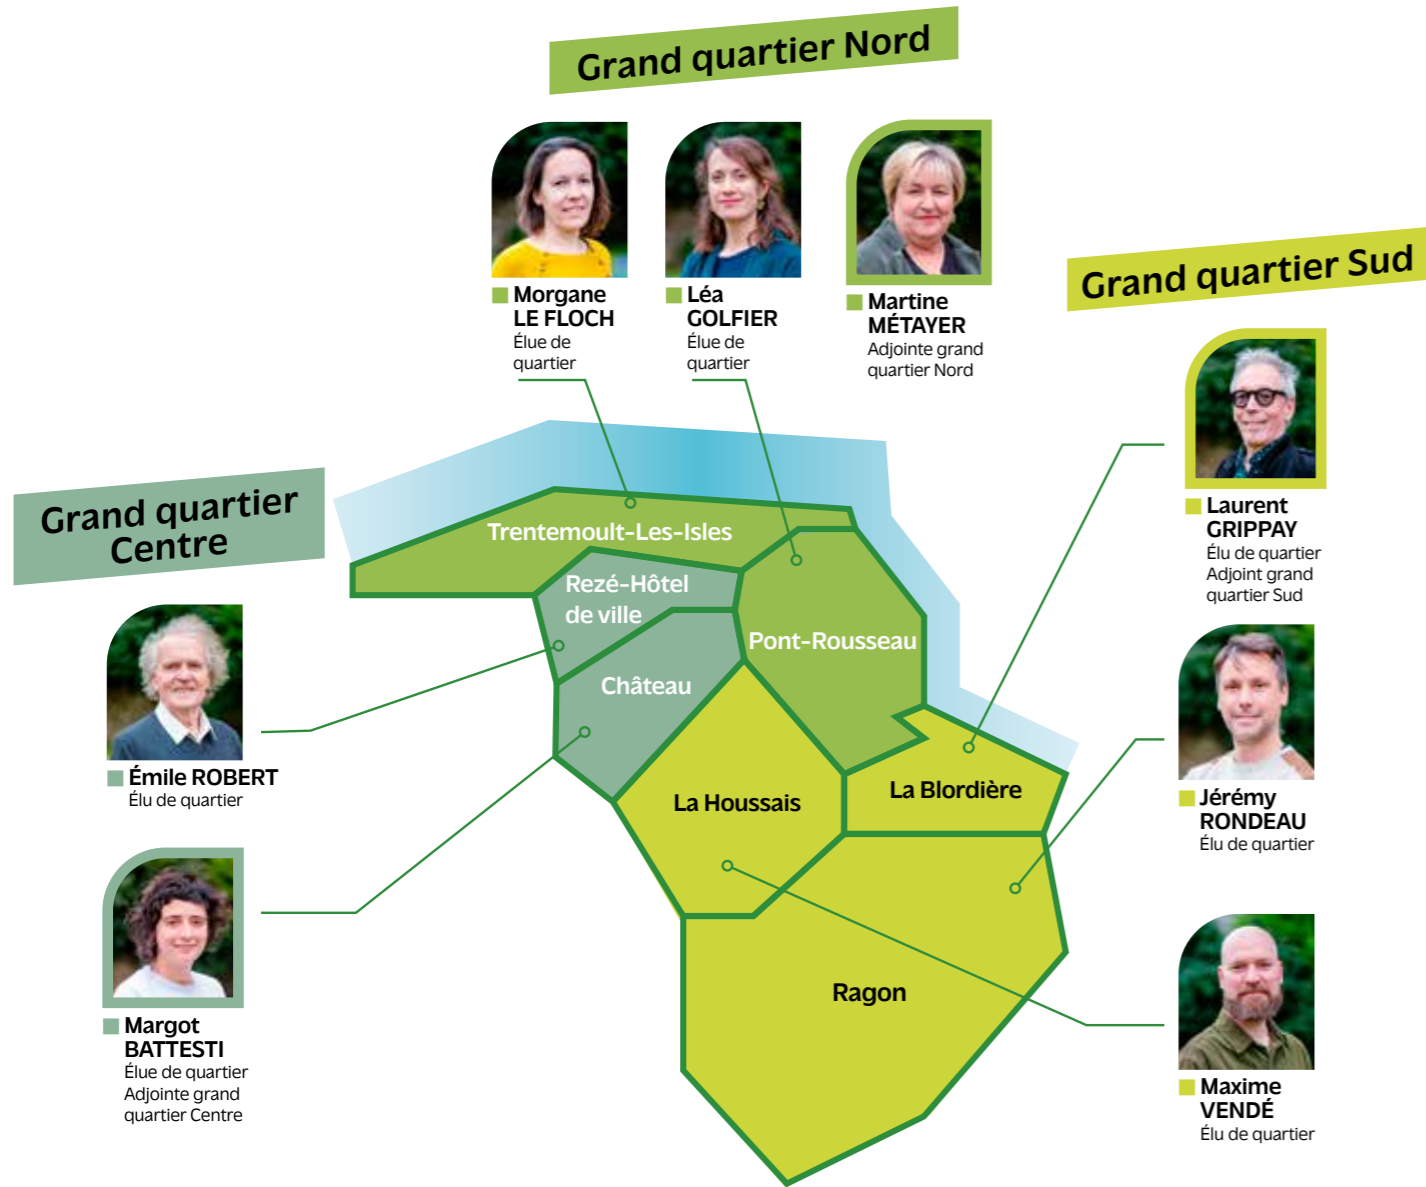 Grand quartier Nord
Morgane
LE FLOCH
Élue de
quartier
Léa
GOLFIER
Élue de
quartier
Martine
MÉTAYER
Adjointe grand
quartier Nord
Grand quartier Sud
Laurent
GRIPPAY
Élu de quartier
Adjoint grand
quartier Sud
Jérémy
RONDEAU
Élu de quartier
Maxime
VENDÉ
Élu de quartier
Grand quartier
Centre
Émile ROBERT
Élu de quartier
Margot
BATTESTI
Élue de quartier
Adjointe grand
quartier Centre
Trentemoult-Les-Isles
Rezé-Hôtel
de ville
Pont-Rousseau
Château
La Houssais
La Blordière
Ragon